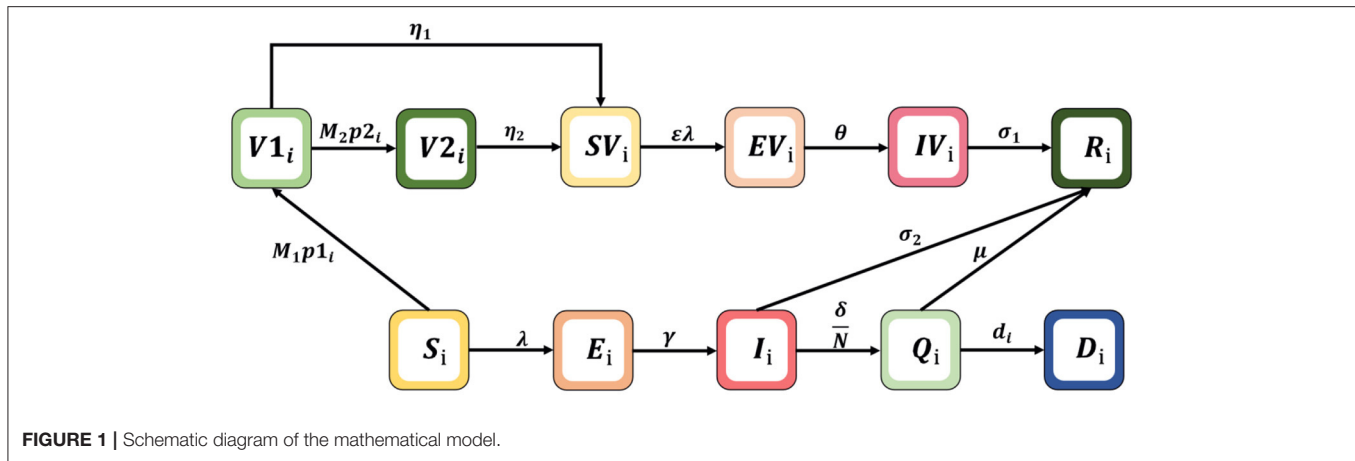 η₁
V1ᵢ M₂p2ᵢ V2ᵢ η₂ SVᵢ ελ EVᵢ θ IVᵢ σ₁ Rᵢ
M₁p1ᵢ σ₂ μ
Sᵢ λ Eᵢ γ Iᵢ δ/N Qᵢ dᵢ Dᵢ
FIGURE 1 | Schematic diagram of the mathematical model.